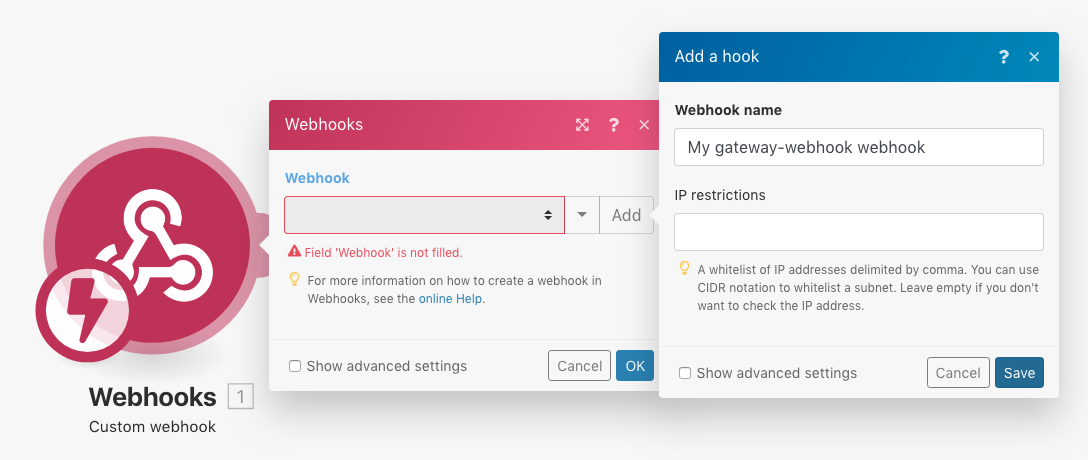 Webhooks 1
Custom webhook
Webhooks ?
Webhook
Add
Field 'Webhook' is not filled.
For more information on how to create a webhook in
Webhooks, see the online Help.
Show advanced settings
Cancel
OK
Add a hook ?
Webhook name
My gateway-webhook webhook
IP restrictions
A whitelist of IP addresses delimited by comma. You can use
CIDR notation to whitelist a subnet. Leave empty if you don't
want to check the IP address.
Show advanced settings
Cancel
Save